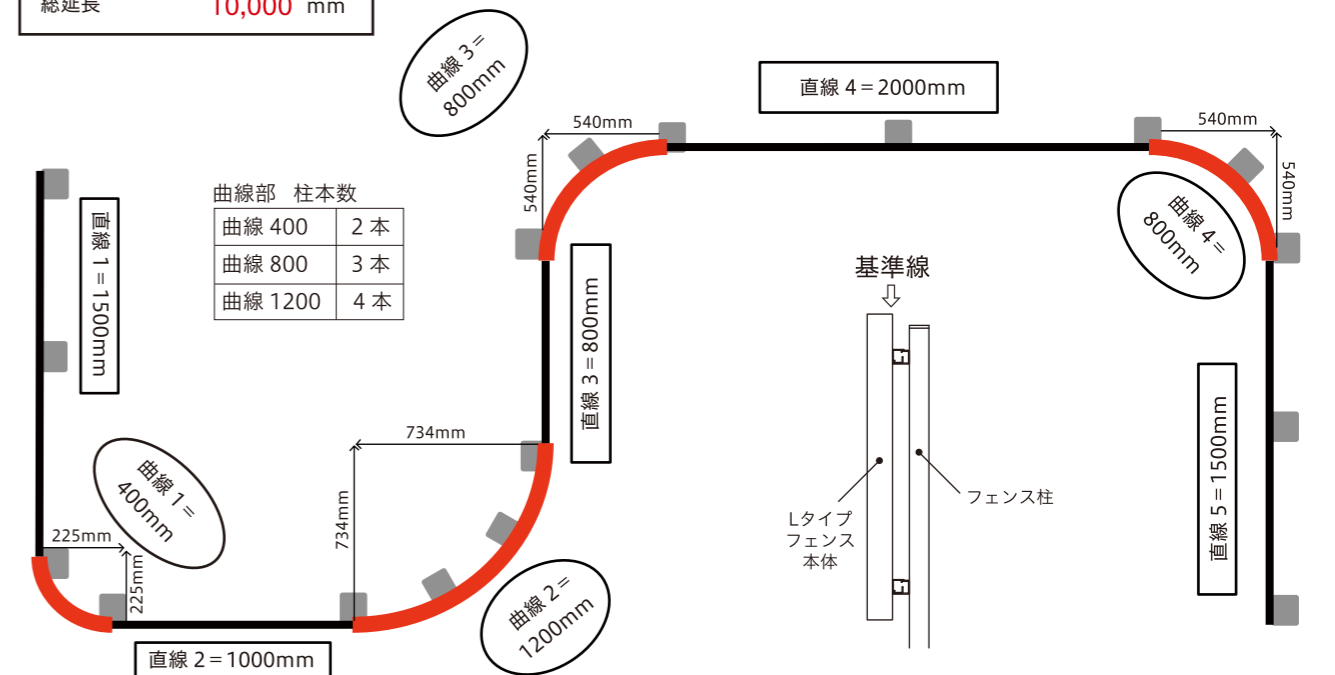 総延長 10,000 mm
曲線 3＝
800mm
直線 4＝2000mm
540mm
540mm
540mm
540mm
曲線 4＝
800mm
曲線部 柱本数
曲線 400 2 本
曲線 800 3 本
曲線 1200 4 本
直線 1＝1500mm
基準線
直線 3＝800mm
734mm
734mm
曲線 1＝
400mm
225mm
225mm
Lタイプ
フェンス
本体
フェンス柱
直線 5＝1500mm
曲線 2＝
1200mm
直線 2＝1000mm